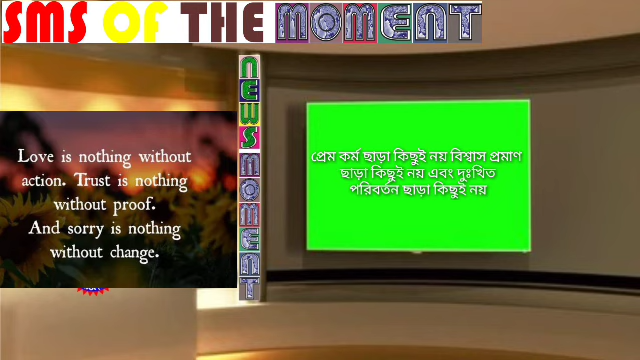 SMS OF THE MOMENT
NEWS MOMENT
Love is nothing without
action. Trust is nothing
without proof.
And sorry is nothing
without change.
প্রেম কর্ম ছাড়া কিছুই নয় বিশ্বাস প্রমাণ
ছাড়া কিছুই নয় এবং দুঃখিত
পরিবর্তন ছাড়া কিছুই নয়